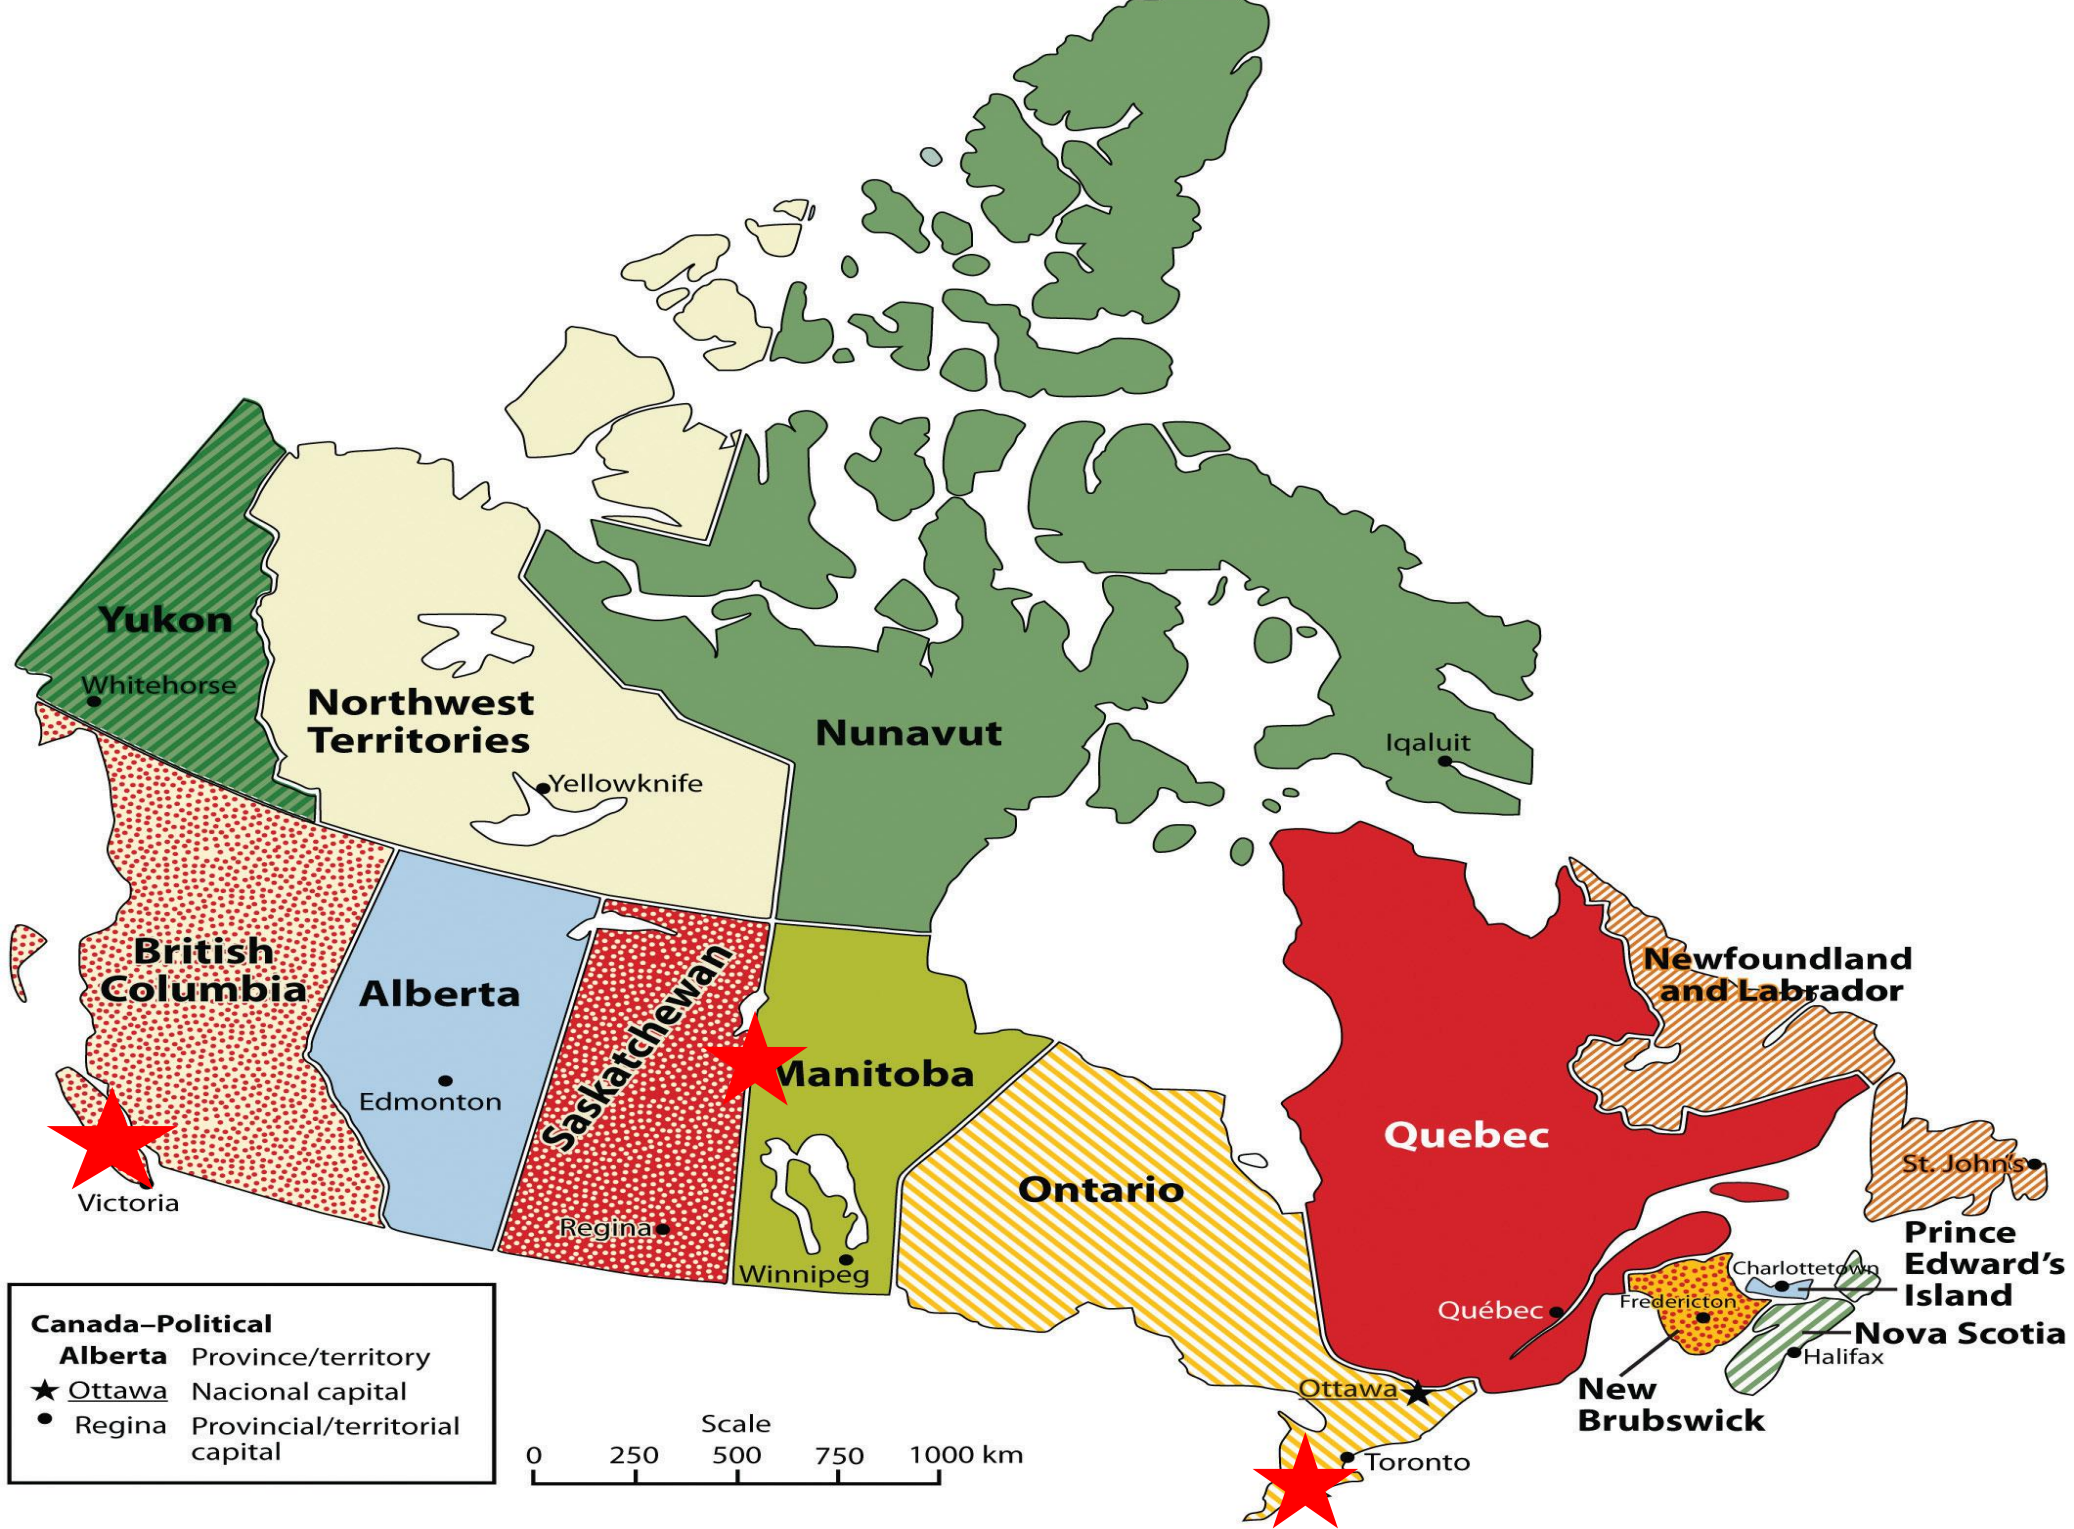 Yukon
Whitehorse
Northwest
Territories
Yellowknife
Nunavut
Iqaluit
British
Columbia
Victoria
Alberta
Edmonton
Saskatchewan
Regina
Manitoba
Winnipeg
Ontario
Ottawa
Toronto
Quebec
Québec
Newfoundland
and Labrador
St. John's
Prince
Edward's
Island
Charlottetown
Fredericton
Nova Scotia
Halifax
New
Brubswick
Canada–Political
Alberta Province/territory
Ottawa Nacional capital
Regina Provincial/territorial
capital
Scale
0 250 500 750 1000 km